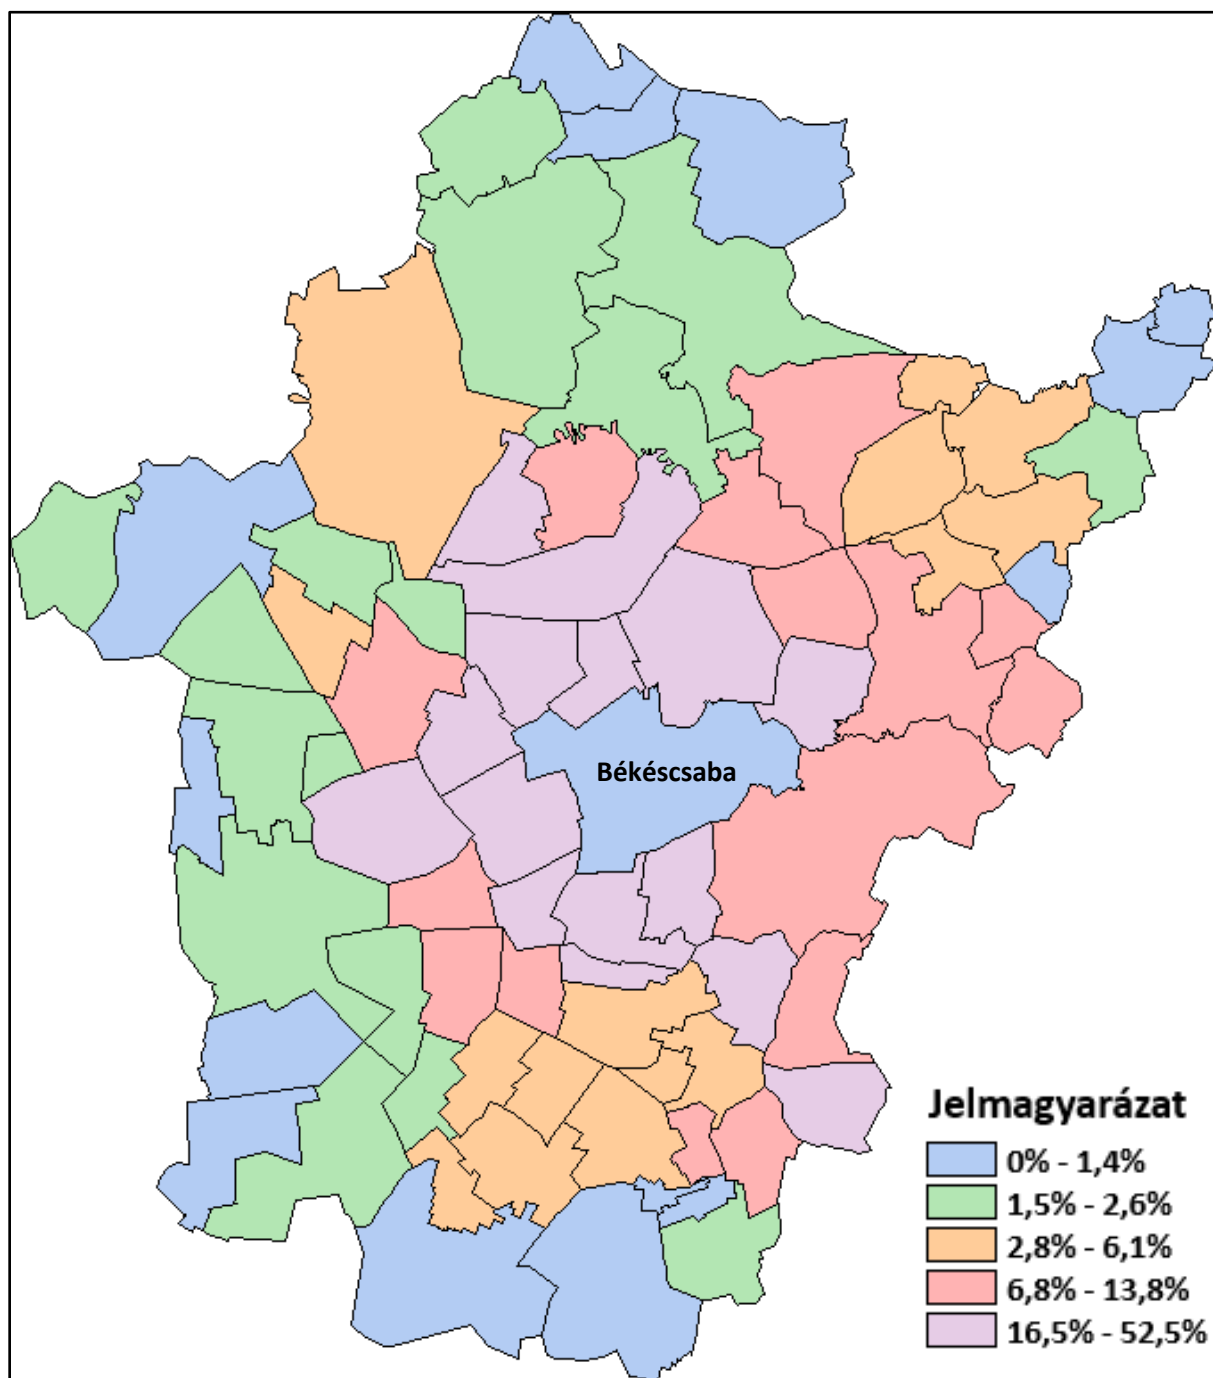 Békéscsaba
Jelmagyarázat
0% - 1,4%
1,5% - 2,6%
2,8% - 6,1%
6,8% - 13,8%
16,5% - 52,5%